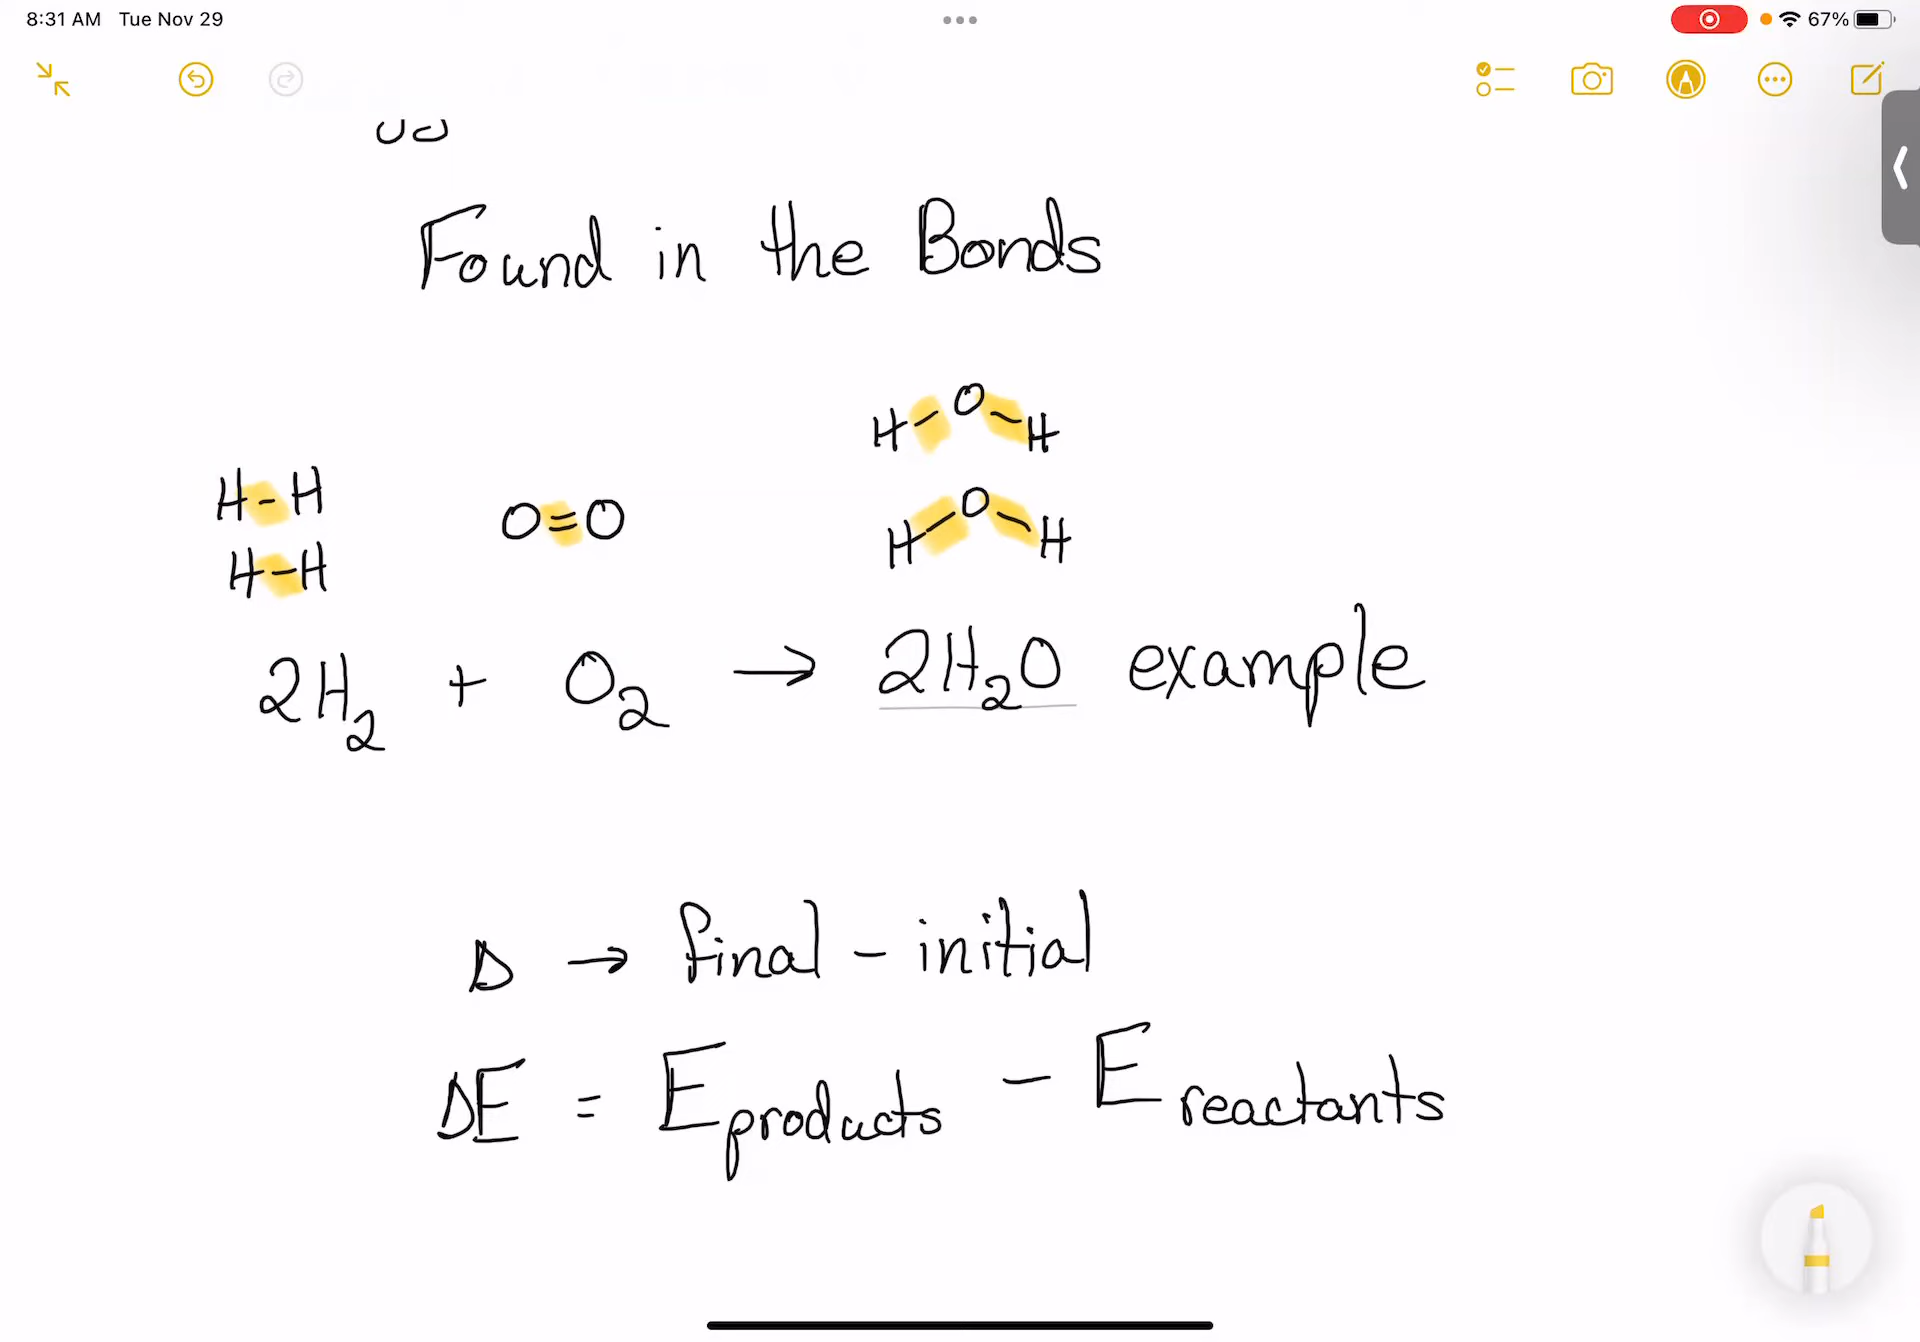 8:31 AM Tue Nov 29
67%
Found in the Bonds
H-O-H
H-H O=O H-O-H
H-H
2H₂ + O₂ → 2H₂O example
Δ → final - initial
ΔE = Eproducts - Ereactants